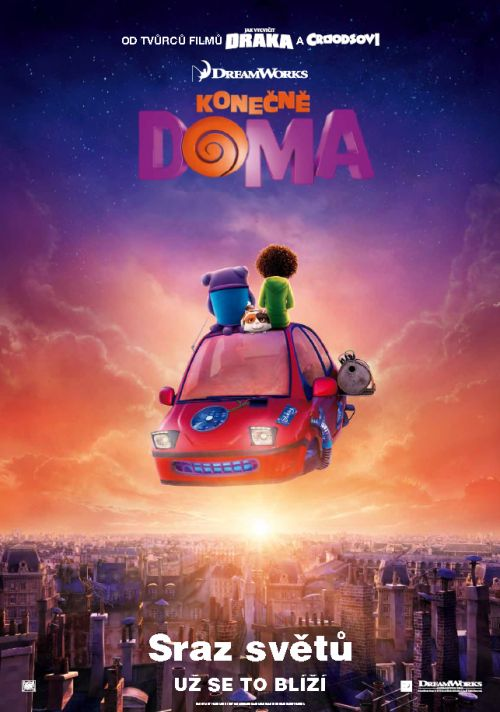 OD TVŮRCŮ FILMŮ JAK VYCVIČIT DRAKA A CROODSOVI
DREAMWORKS
KONEČNĚ
DOMA
Sraz světů
UŽ SE TO BLÍŽÍ
DREAMWORKS